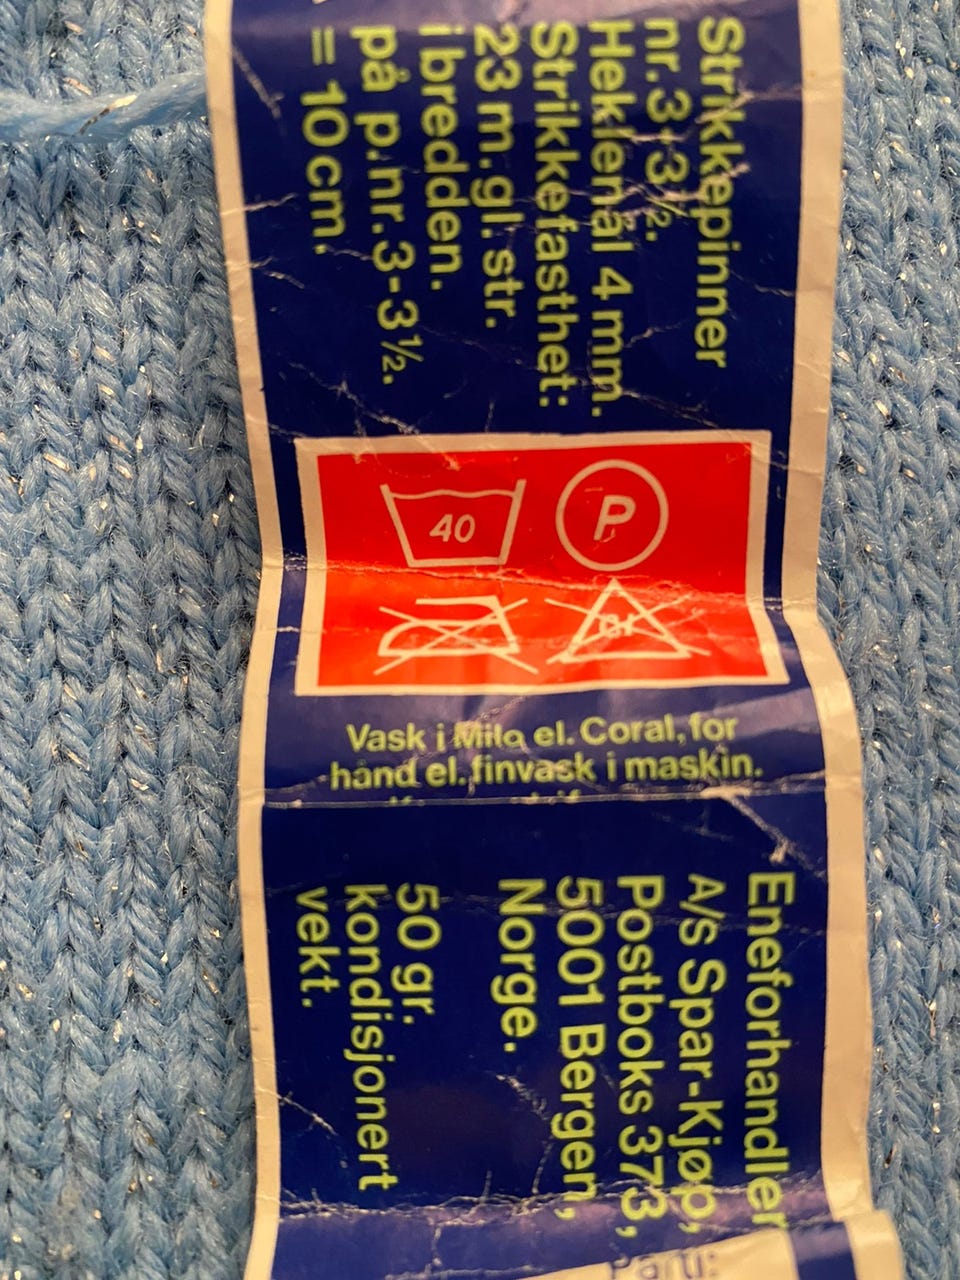 Strikkepinner
nr. 3-3½.
Heklenål 4 mm.
Strikkefasthet:
23 m. gl. str.
i bredden.
på p.nr. 3-3½.
= 10 cm.
40
P
Vask i Milo el. Coral, for
hånd el. finvask i maskin.
Eneforhandler
A/S Spar-Kjøp,
Postboks 373,
5001 Bergen,
Norge.
50 gr.
kondisjonert
vekt.
Parti: